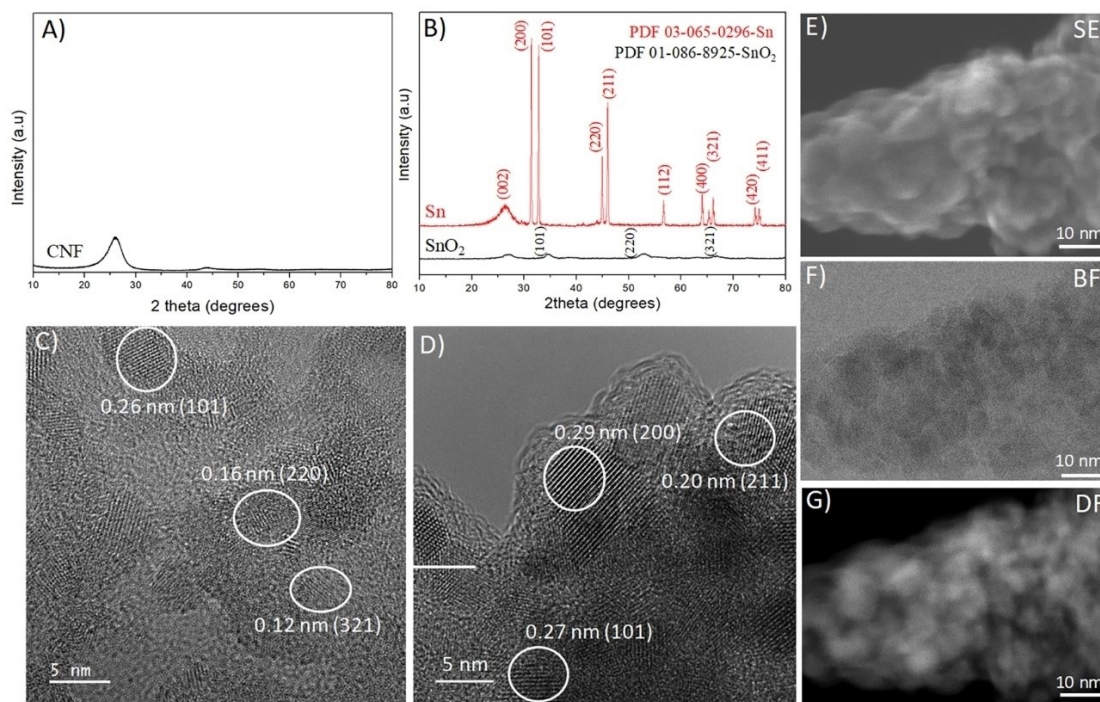 A)
Intensity (a.u)
CNF
10 20 30 40 50 60 70 80
2 theta (degrees)
B)
PDF 03-065-0296-Sn
PDF 01-086-8925-SnO₂
Intensity (a.u)
(002)
(200)
(101)
(220)
(211)
(112)
(400)
(321)
(420)
(411)
Sn
SnO₂
(101)
(220)
(321)
10 20 30 40 50 60 70 80
2theta (degrees)
C)
0.26 nm (101)
0.16 nm (220)
0.12 nm (321)
5 nm
D)
0.29 nm (200)
0.20 nm (211)
0.27 nm (101)
5 nm
E)
SE
10 nm
F)
BF
10 nm
G)
DF
10 nm